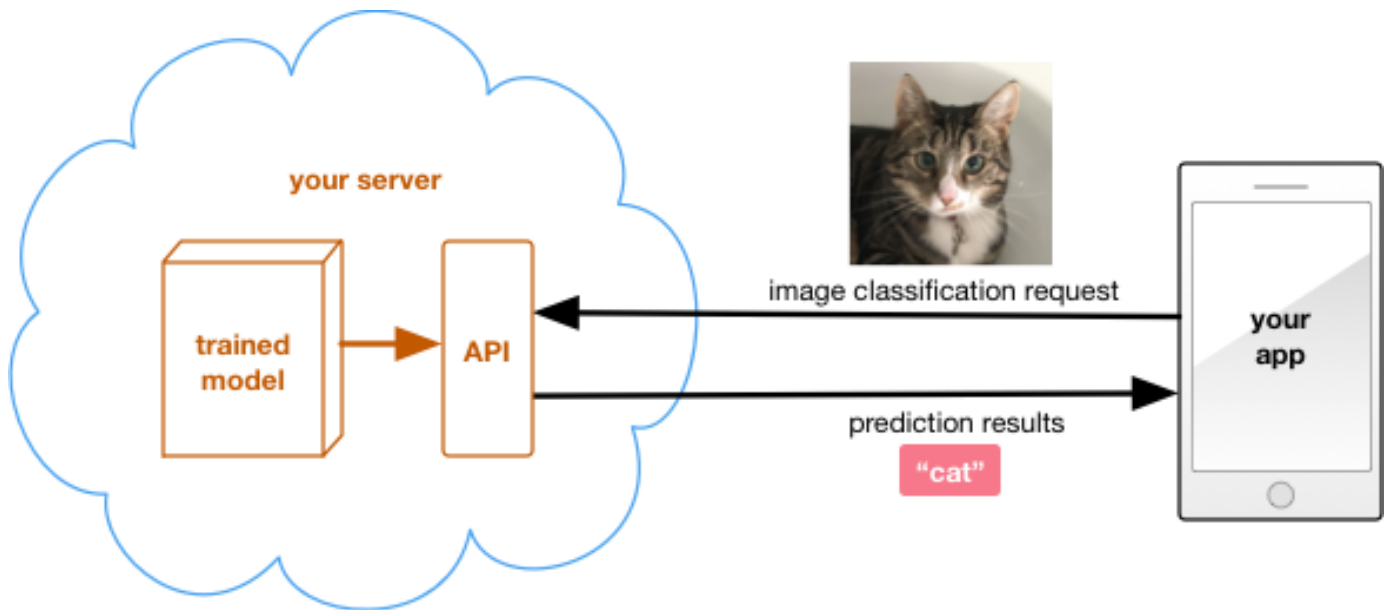 your server
trained
model
API
image classification request
prediction results
“cat”
your
app